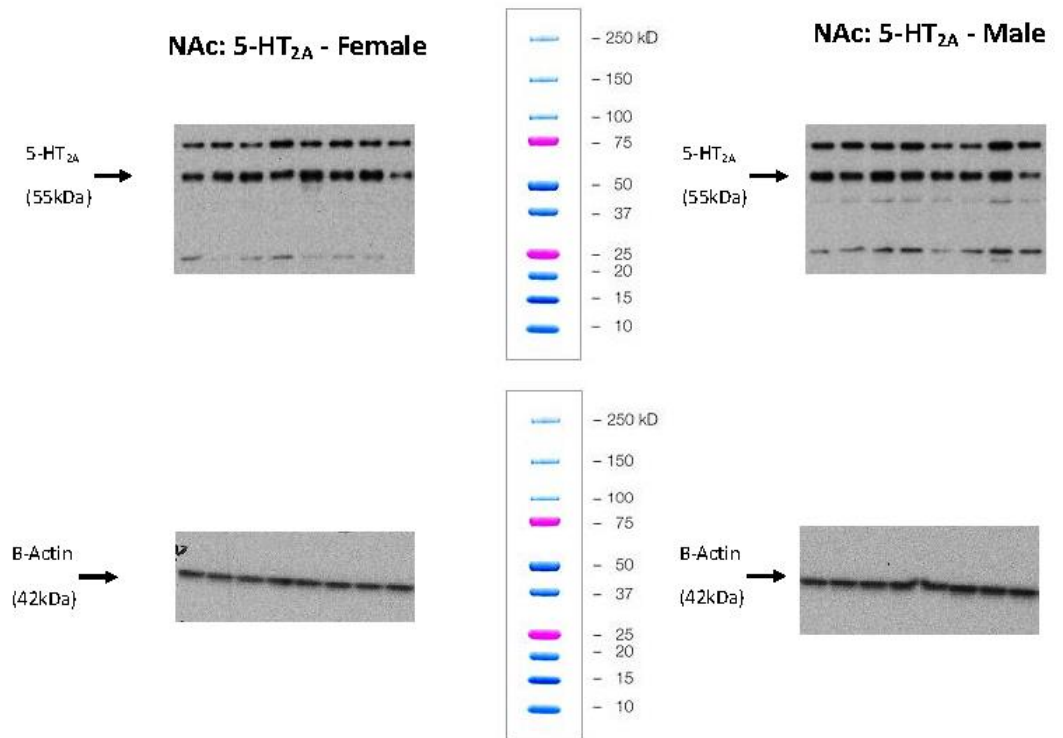 NAc: 5-HT2A - Female
5-HT2A
(55kDa)
– 250 kD
– 150
– 100
– 75
– 50
– 37
– 25
– 20
– 15
– 10
NAc: 5-HT2A - Male
5-HT2A
(55kDa)
B-Actin
(42kDa)
– 250 kD
– 150
– 100
– 75
– 50
– 37
– 25
– 20
– 15
– 10
B-Actin
(42kDa)